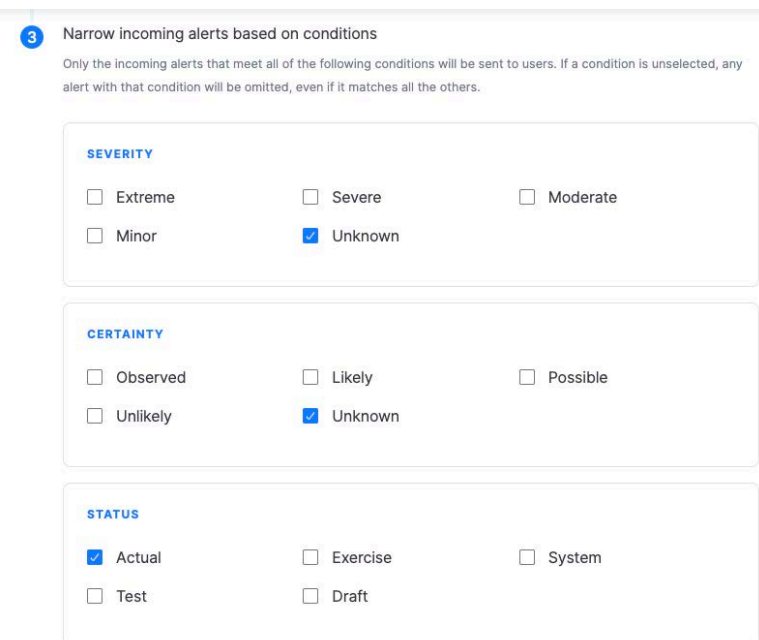 3
Narrow incoming alerts based on conditions
Only the incoming alerts that meet all of the following conditions will be sent to users. If a condition is unselected, any
alert with that condition will be omitted, even if it matches all the others.
SEVERITY
Extreme Severe Moderate
Minor Unknown
CERTAINTY
Observed Likely Possible
Unlikely Unknown
STATUS
Actual Exercise System
Test Draft